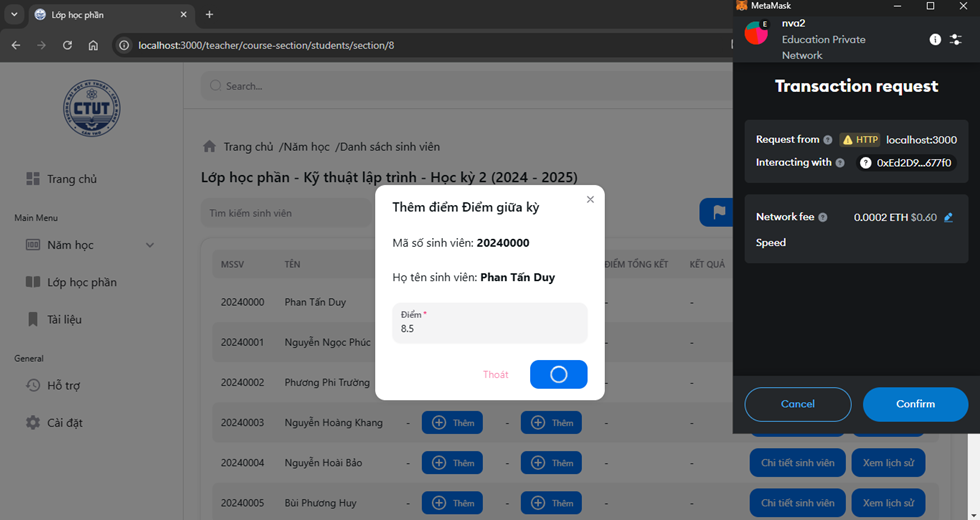 Lớp học phần
localhost:3000/teacher/course-section/students/section/8
CTUT
Trang chủ
Main Menu
Năm học
Lớp học phần
Tài liệu
General
Hỗ trợ
Cài đặt
Search...
Trang chủ /Năm học /Danh sách sinh viên
Lớp học phần - Kỹ thuật lập trình - Học kỳ 2 (2024 - 2025)
Tìm kiếm sinh viên
MSSV TÊN ĐIỂM TỔNG KẾT KẾT QUẢ
20240000 Phan Tấn Duy - -
20240001 Nguyễn Ngọc Phúc - -
20240002 Phương Phi Trường - -
20240003 Nguyễn Hoàng Khang - Thêm - Thêm - -
20240004 Nguyễn Hoài Bảo - Thêm - Thêm - - Chi tiết sinh viên Xem lịch sử
20240005 Bùi Phương Huy - Thêm - Thêm - - Chi tiết sinh viên Xem lịch sử
Thêm điểm Điểm giữa kỳ
Mã số sinh viên: 20240000
Họ tên sinh viên: Phan Tấn Duy
Điểm *
8.5
Thoát
MetaMask
E
nva2
Education Private
Network
Transaction request
Request from HTTP localhost:3000
Interacting with 0xEd2D9...677f0
Network fee 0.0002 ETH $0.60
Speed
Cancel Confirm